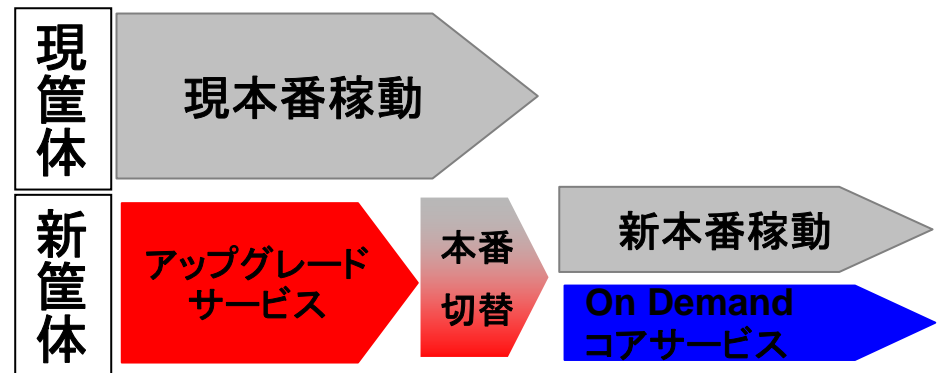 現筐体
現本番稼動
新筐体
アップグレード
サービス
本番
切替
新本番稼動
On Demand
コアサービス